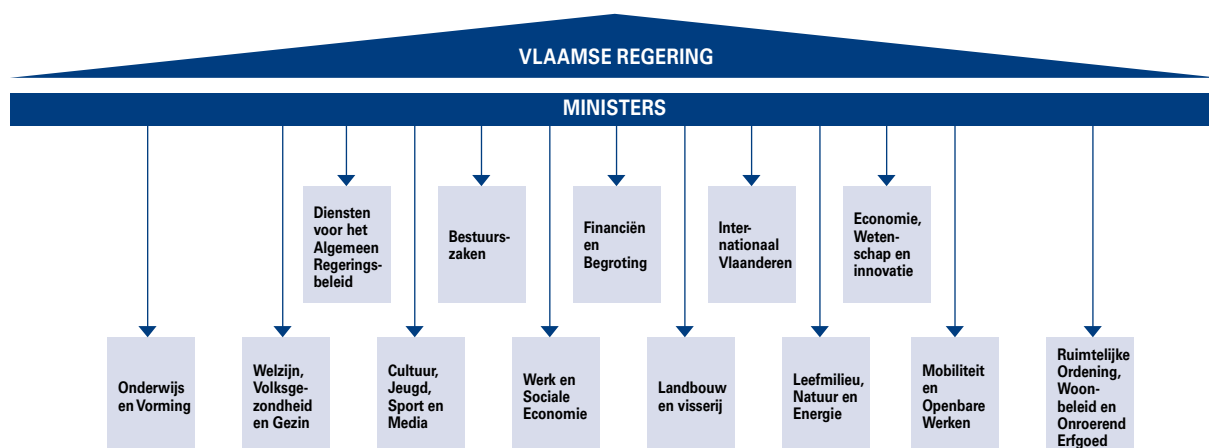 VLAAMSE REGERING
MINISTERS
Diensten
voor het
Algemeen
Regerings-
beleid
Bestuurs-
zaken
Financiën
en
Begroting
Inter-
nationaal
Vlaanderen
Economie,
Weten-
schap en
innovatie
Onderwijs
en Vorming
Welzijn,
Volksge-
zondheid
en Gezin
Cultuur,
Jeugd,
Sport en
Media
Werk en
Sociale
Economie
Landbouw
en visserij
Leefmilieu,
Natuur en
Energie
Mobiliteit
en
Openbare
Werken
Ruimtelijke
Ordening,
Woon-
beleid en
Onroerend
Erfgoed